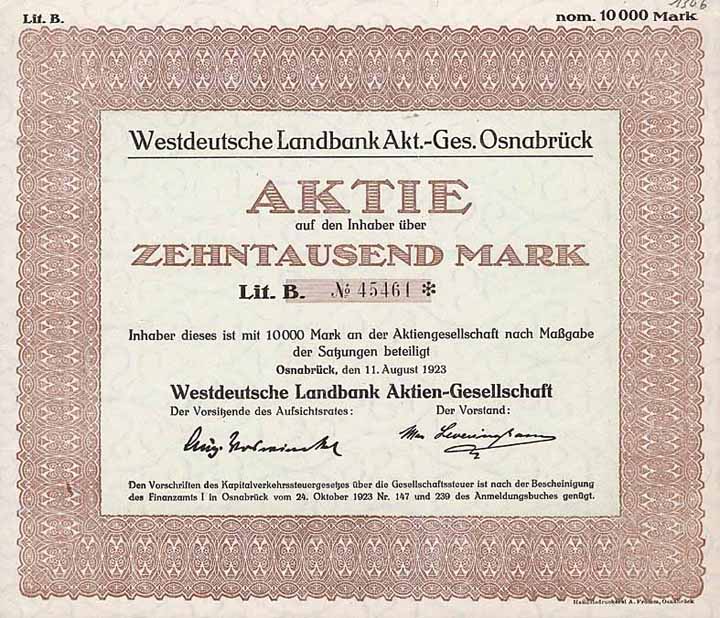 Lit. B.
nom. 10 000 Mark
Westdeutsche Landbank Akt.-Ges. Osnabrück
AKTIE
auf den Inhaber über
ZEHNTAUSEND MARK
Lit. B. № 45461 *
Inhaber dieses ist mit 10 000 Mark an der Aktiengesellschaft nach Maßgabe
der Satzungen beteiligt
Osnabrück, den 11. August 1923
Westdeutsche Landbank Aktien-Gesellschaft
Der Vorsitzende des Aufsichtsrates: Der Vorstand:
Den Vorschriften des Kapitalverkehrssteuergesetzes über die Gesellschaftssteuer ist nach der Bescheinigung
des Finanzamts I in Osnabrück vom 24. Oktober 1923 Nr. 147 und 239 des Anmeldungsbuches genügt.
A. Fromm, Osnabrück